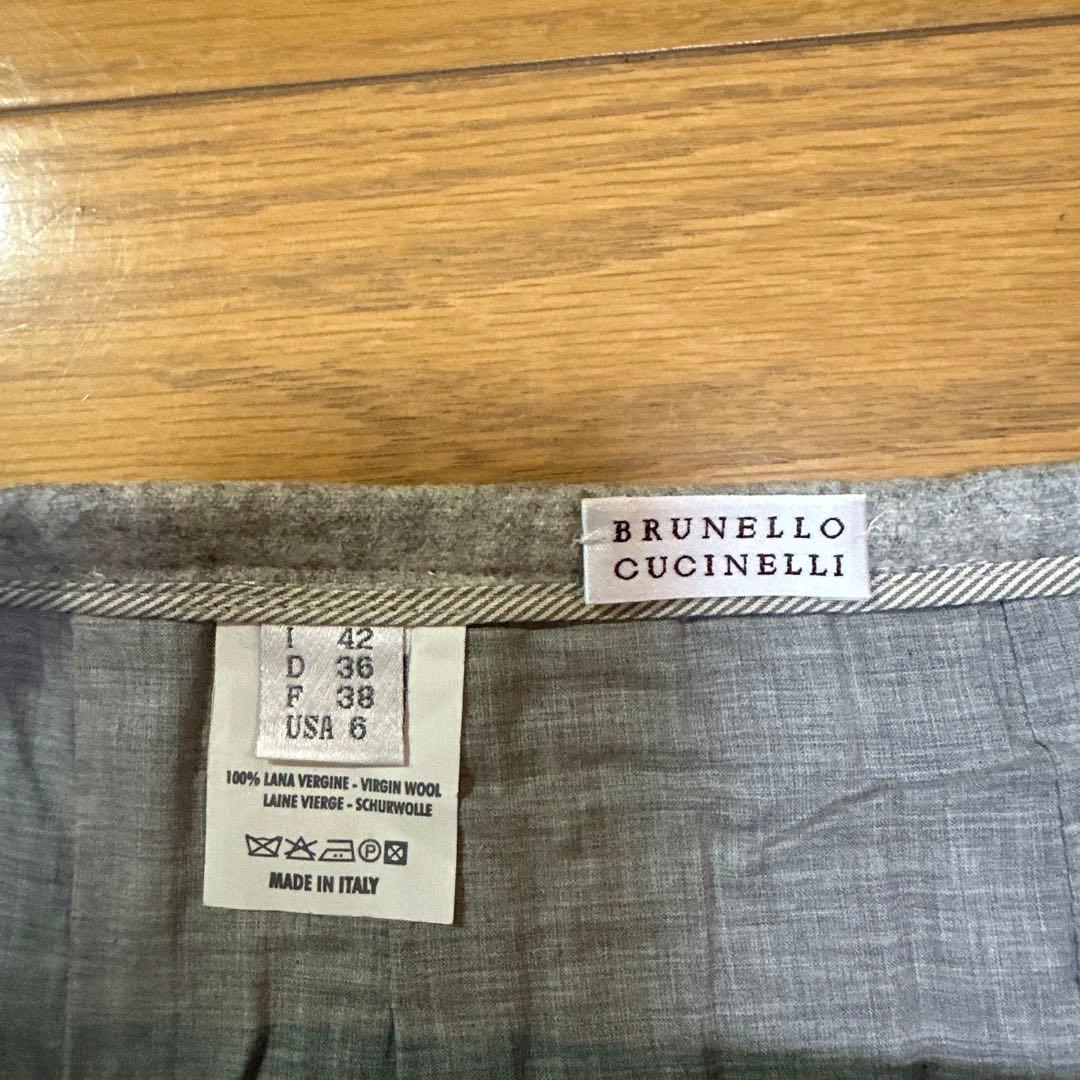 BRUNELLO
CUCINELLI
I 42
D 36
F 38
USA 6
100% LANA VERGINE - VIRGIN WOOL
LAINE VIERGE - SCHURWOLLE
P
MADE IN ITALY